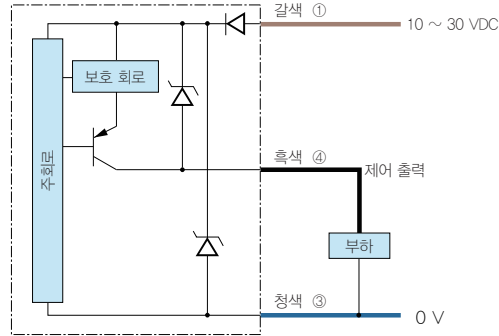 갈색 ①
10 ~ 30 VDC
보호 회로
주회로
흑색 ④
제어 출력
부하
청색 ③
0 V